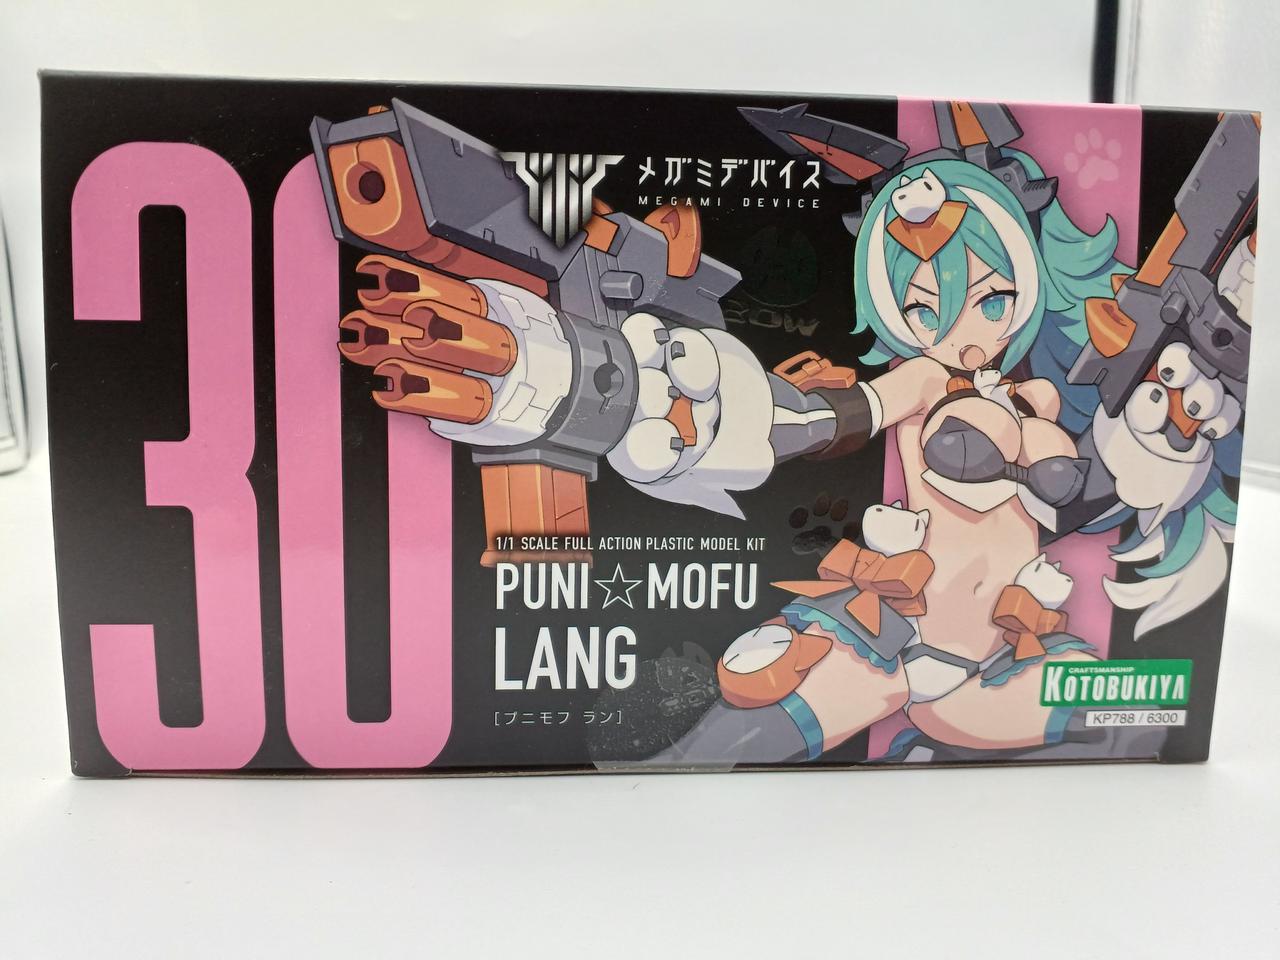 30
メガミデバイス
MEGAMI DEVICE
1/1 SCALE FULL ACTION PLASTIC MODEL KIT
PUNI☆MOFU
LANG
[プニモフ ラン]
CRAFTSMANSHIP
KOTOBUKIYA
KP788 / 6300